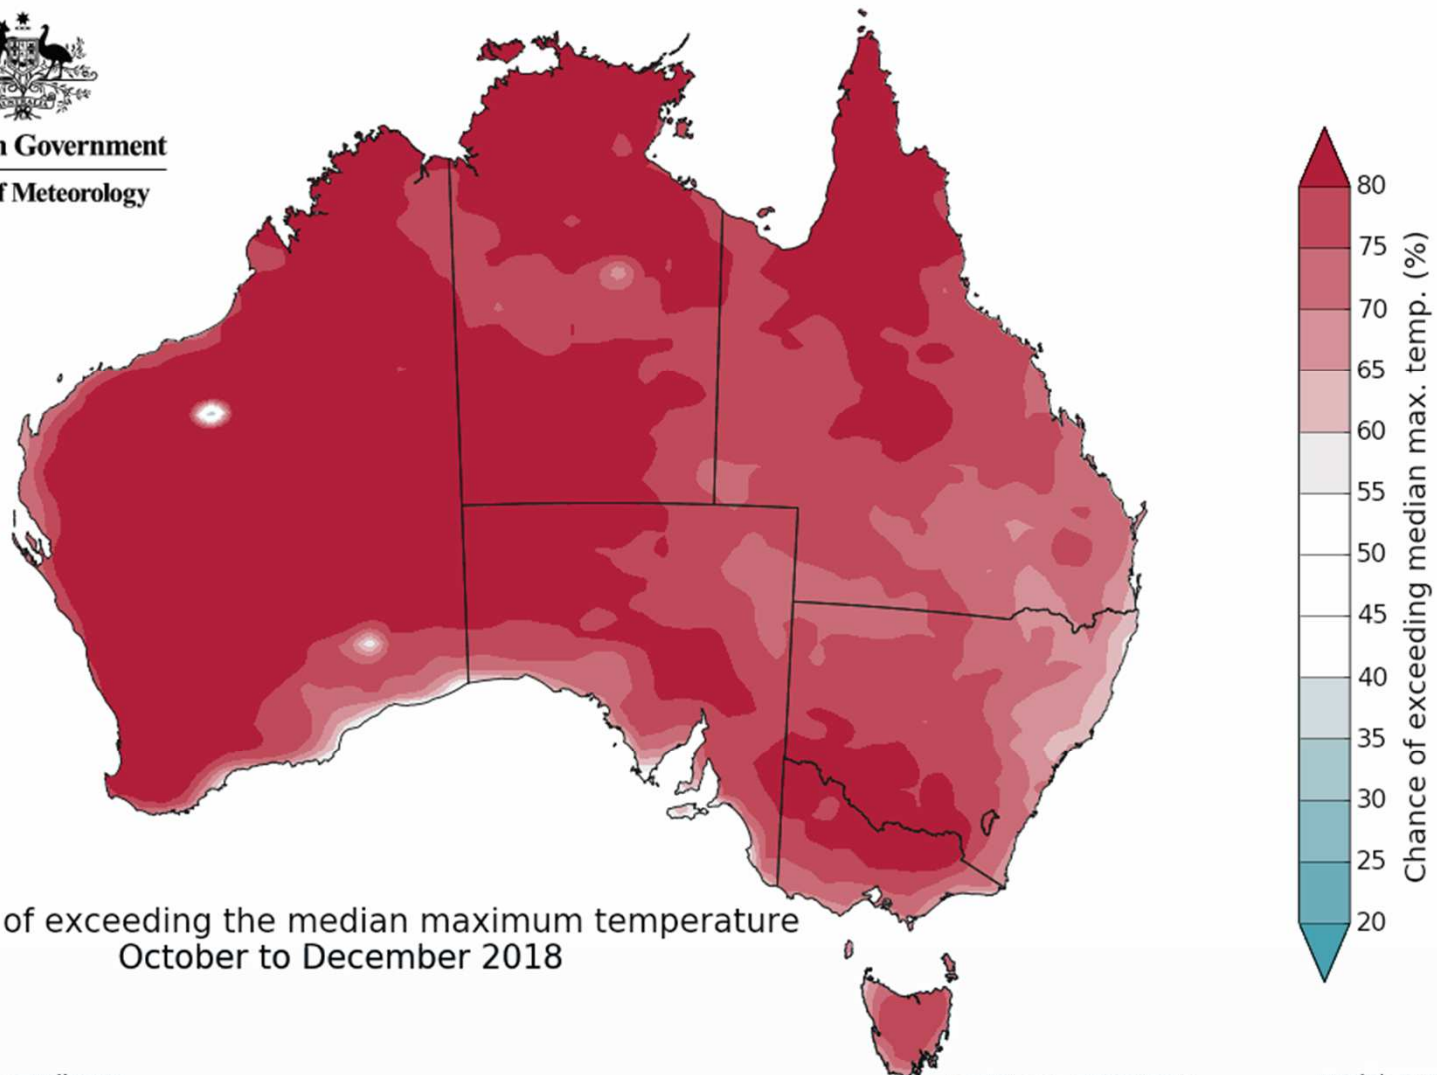 n Government
f Meteorology
80
75
70
65
60
55
50
45
40
35
30
25
20
Chance of exceeding median max. temp. (%)
of exceeding the median maximum temperature
October to December 2018